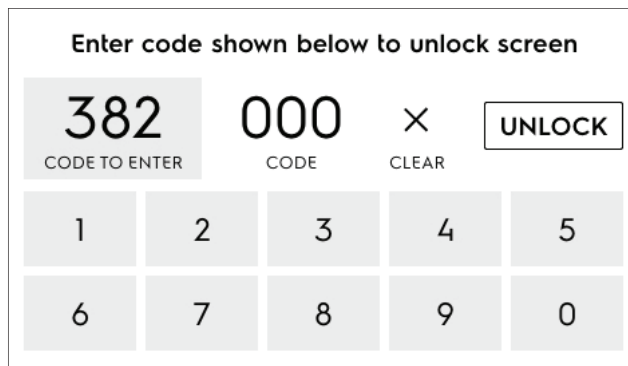 Enter code shown below to unlock screen
382 000 × UNLOCK
CODE TO ENTER CODE CLEAR
1 2 3 4 5
6 7 8 9 0